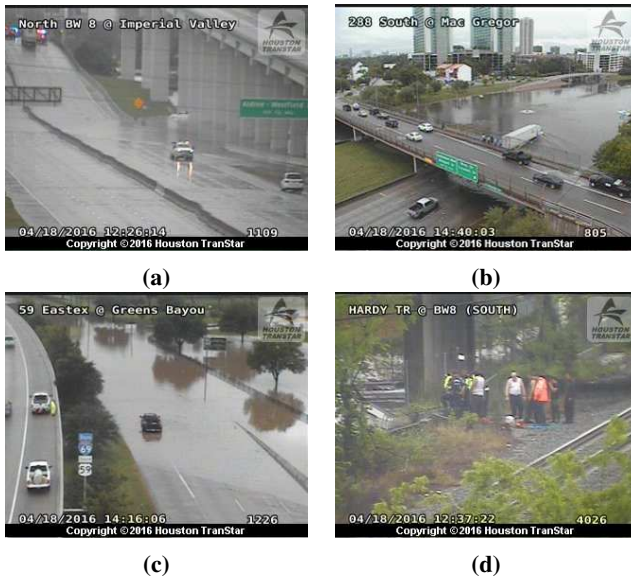 North BW 8 @ Imperial Valley
HOUSTON
TRANSTAR
04/18/2016 12:26:14 1109
Copyright © 2016 Houston TranStar
(a)
288 South @ Mac Gregor
HOUSTON
TRANSTAR
04/18/2016 14:40:03 805
Copyright © 2016 Houston TranStar
(b)
59 Eastex @ Greens Bayou
HOUSTON
TRANSTAR
69
59
04/18/2016 14:16:06 1226
Copyright © 2016 Houston TranStar
(c)
HARDY TR @ BW8 (SOUTH)
HOUSTON
TRANSTAR
04/18/2016 12:37:22 4026
Copyright © 2016 Houston TranStar
(d)